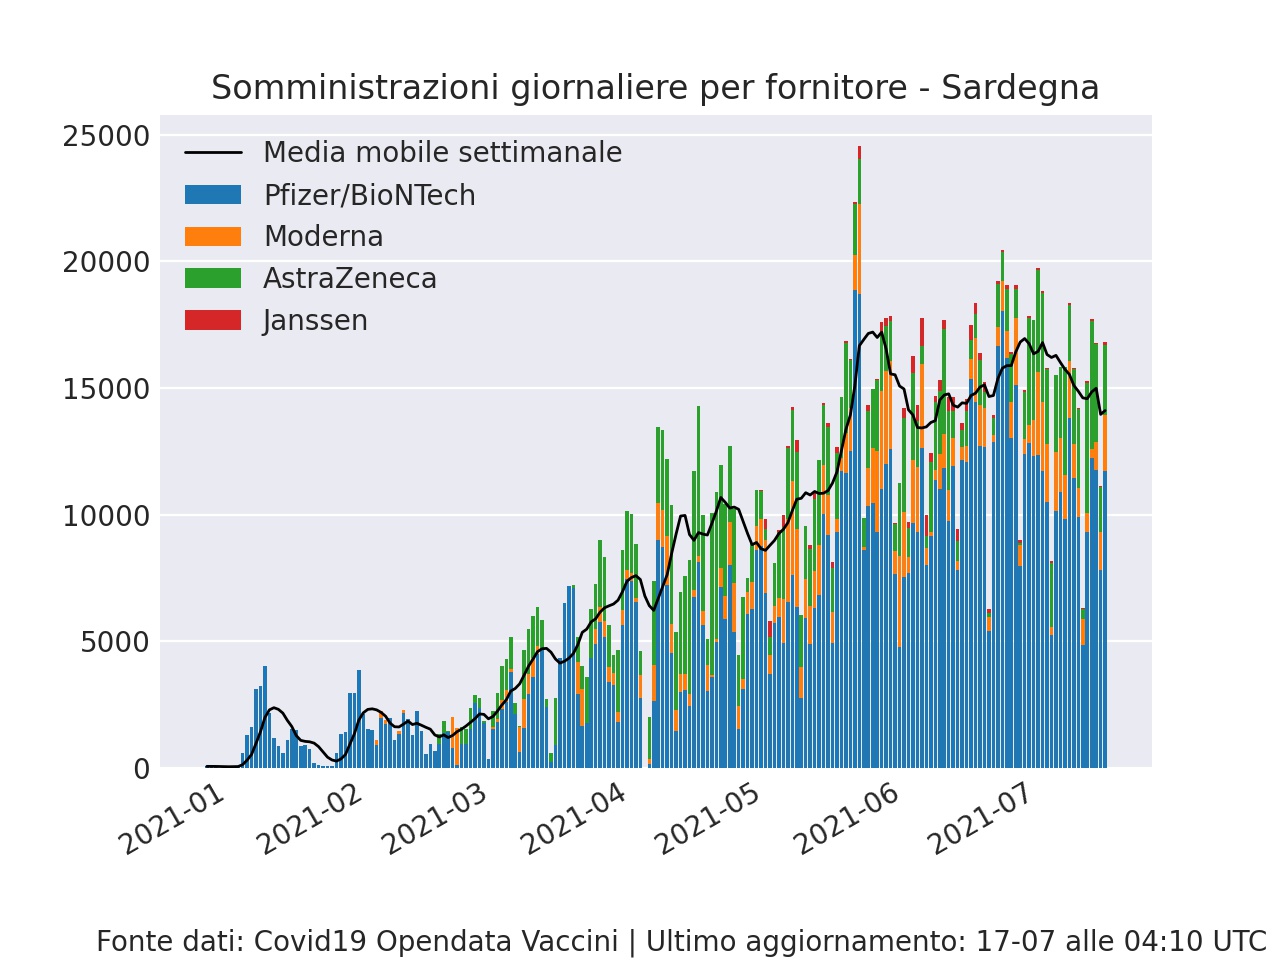 Somministrazioni giornaliere per fornitore - Sardegna
25000
20000
15000
10000
5000
0
Media mobile settimanale
Pfizer/BioNTech
Moderna
AstraZeneca
Janssen
2021-01
2021-02
2021-03
2021-04
2021-05
2021-06
2021-07
Fonte dati: Covid19 Opendata Vaccini | Ultimo aggiornamento: 17-07 alle 04:10 UTC